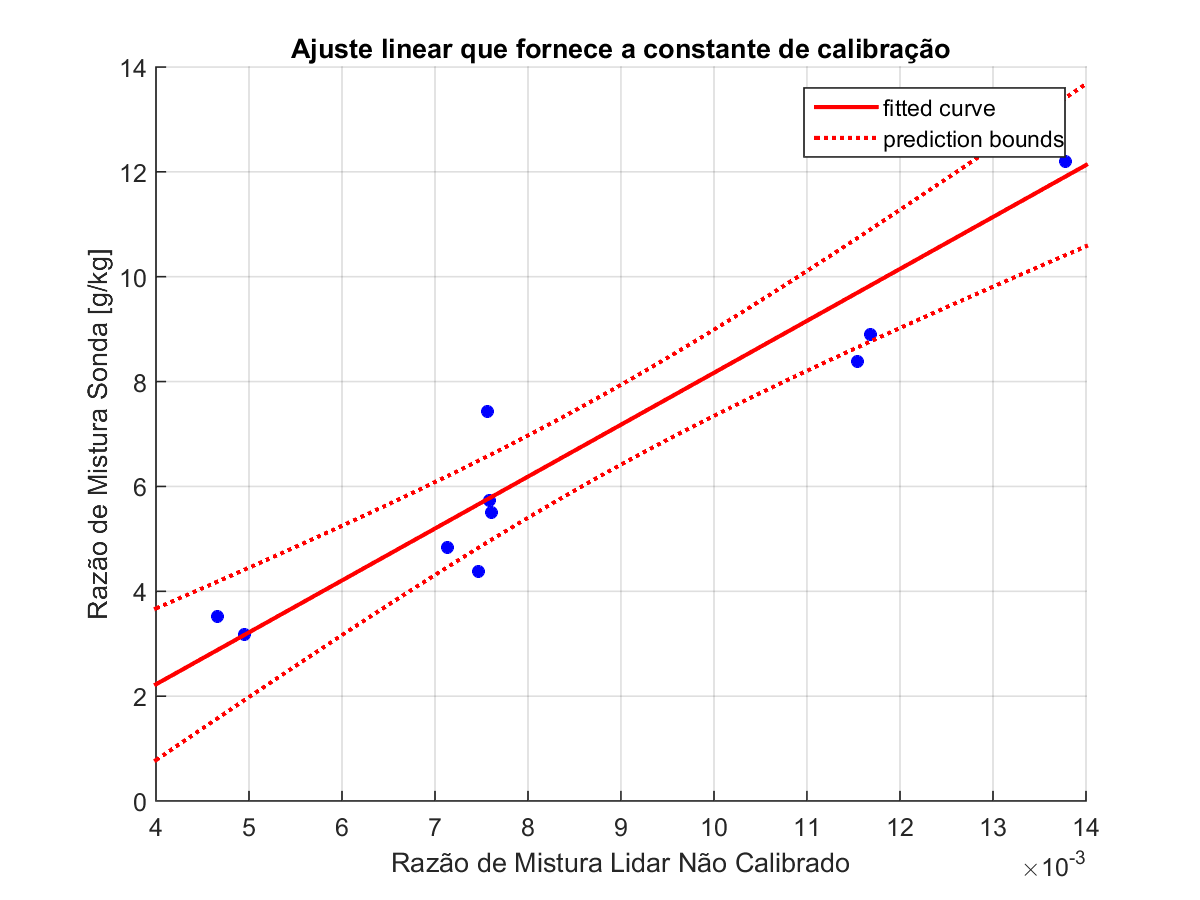 Ajuste linear que fornece a constante de calibração
fitted curve
prediction bounds
Razão de Mistura Sonda [g/kg]
14
12
10
8
6
4
2
0
4 5 6 7 8 9 10 11 12 13 14
Razão de Mistura Lidar Não Calibrado
×10⁻³